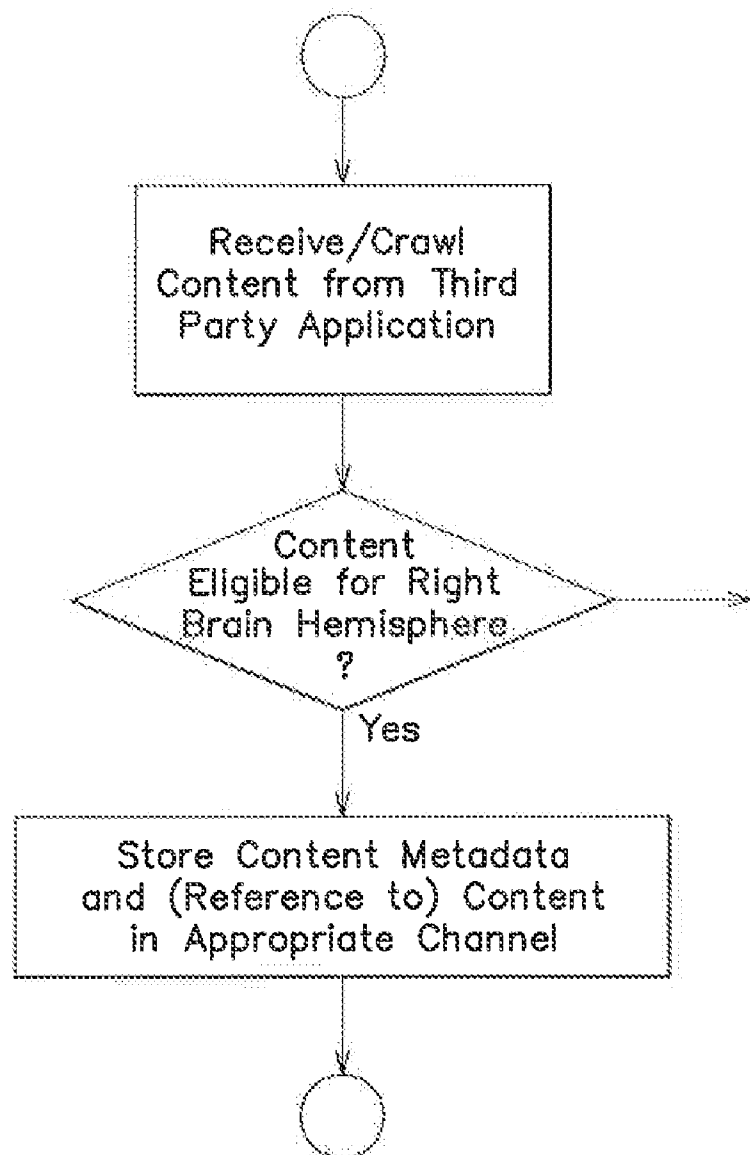 Receive/Crawl
Content from Third
Party Application
Content
Eligible for Right
Brain Hemisphere
?
Yes
Store Content Metadata
and (Reference to) Content
in Appropriate Channel